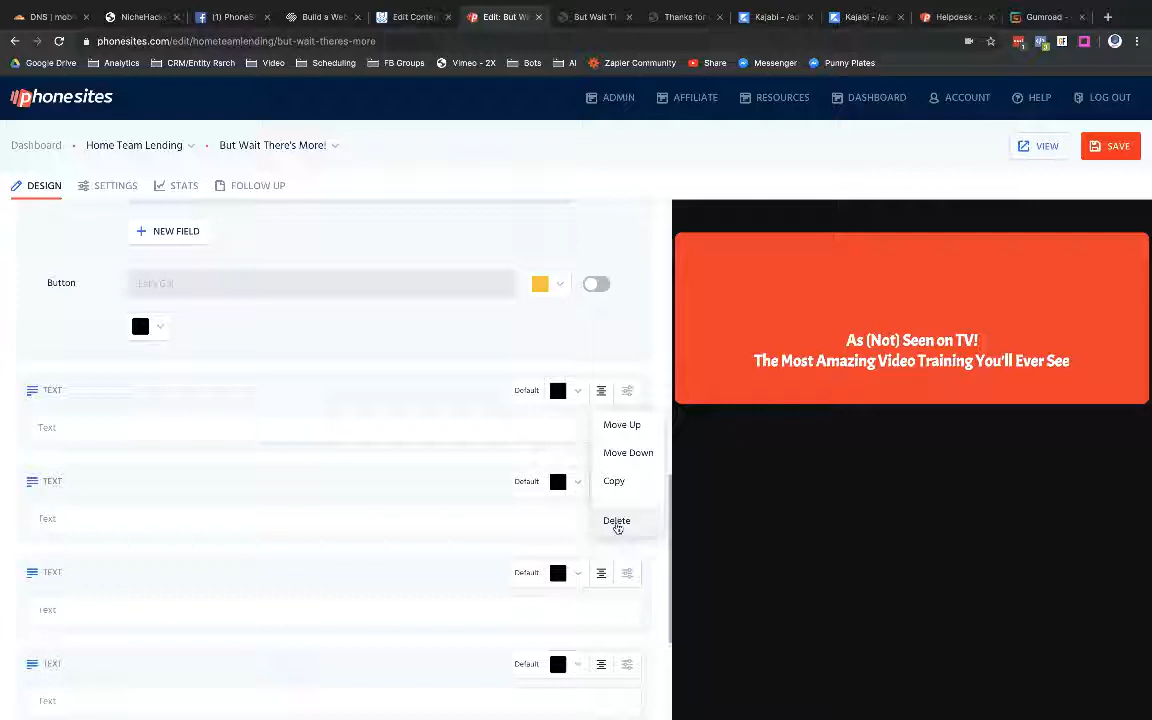 DNS | mob
NicheHacks
(1) PhoneS
Build a Web
Edit Conten
Edit: But W
But Wait Th
Thanks for
Kajabi - /ad
Kajabi - /ad
Helpdesk :
Gumroad -
phonesites.com/edit/hometeamlending/but-wait-theres-more
Google Drive
Analytics
CRM/Entity Rsrch
Video
Scheduling
FB Groups
Vimeo - 2X
Bots
AI
Zapier Community
Share
Messenger
Punny Plates
phonesites
ADMIN
AFFILIATE
RESOURCES
DASHBOARD
ACCOUNT
HELP
LOG OUT
Dashboard
Home Team Lending
But Wait There's More!
VIEW
SAVE
DESIGN
SETTINGS
STATS
FOLLOW UP
+ NEW FIELD
Button
Let's Go!
TEXT
Default
Text
Move Up
Move Down
Copy
Delete
TEXT
Default
Text
TEXT
Default
Text
TEXT
Default
Text
As (Not) Seen on TV!
The Most Amazing Video Training You'll Ever See